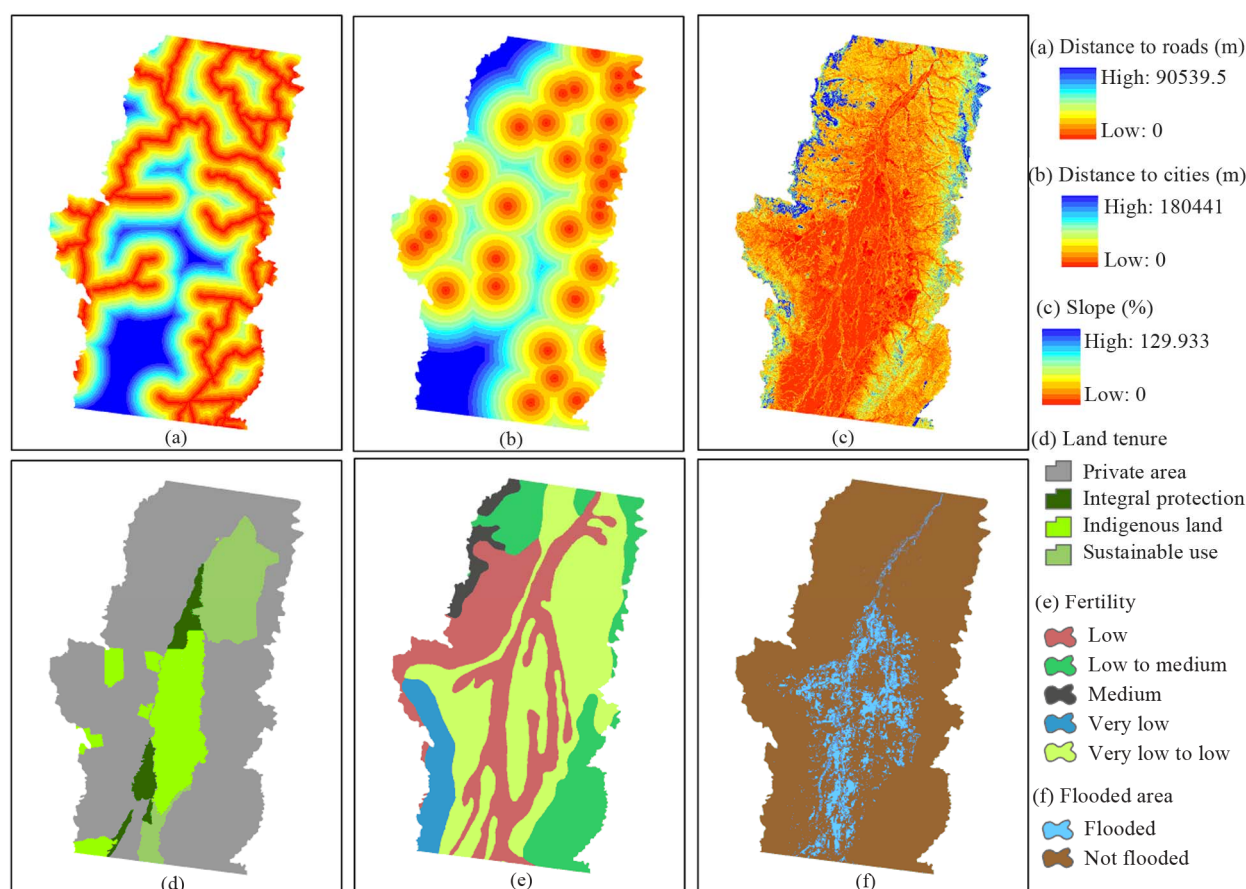 (a) Distance to roads (m)
High: 90539.5
Low: 0
(b) Distance to cities (m)
High: 180441
Low: 0
(c) Slope (%)
High: 129.933
Low: 0
(a)
(b)
(c)
(d) Land tenure
Private area
Integral protection
Indigenous land
Sustainable use
(e) Fertility
Low
Low to medium
Medium
Very low
Very low to low
(f) Flooded area
Flooded
Not flooded
(d)
(e)
(f)